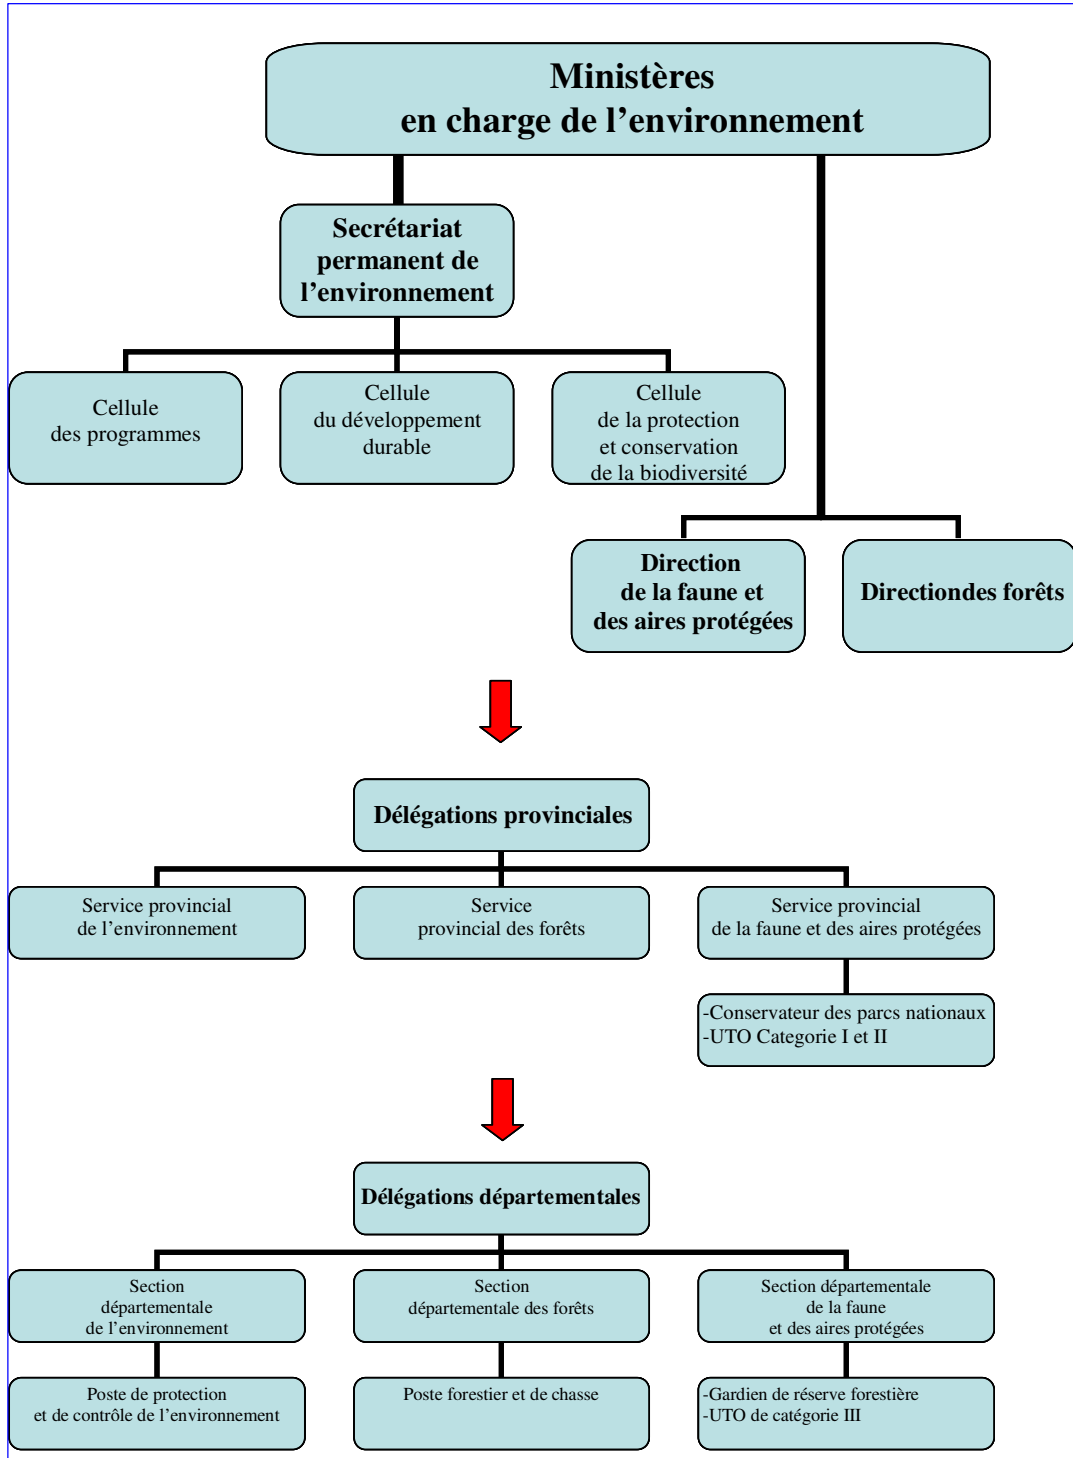 Ministères
en charge de l’environnement
Secrétariat
permanent de
l’environnement
Cellule
des programmes
Cellule
du développement
durable
Cellule
de la protection
et conservation
de la biodiversité
Direction
de la faune et
des aires protégées
Directiondes forêts
Délégations provinciales
Service provincial
de l’environnement
Service
provincial des forêts
Service provincial
de la faune et des aires protégées
-Conservateur des parcs nationaux
-UTO Categorie I et II
Délégations départementales
Section
départementale
de l’environnement
Section
départementale des forêts
Section départementale
de la faune
et des aires protégées
Poste de protection
et de contrôle de l’environnement
Poste forestier et de chasse
-Gardien de réserve forestière
-UTO de catégorie III